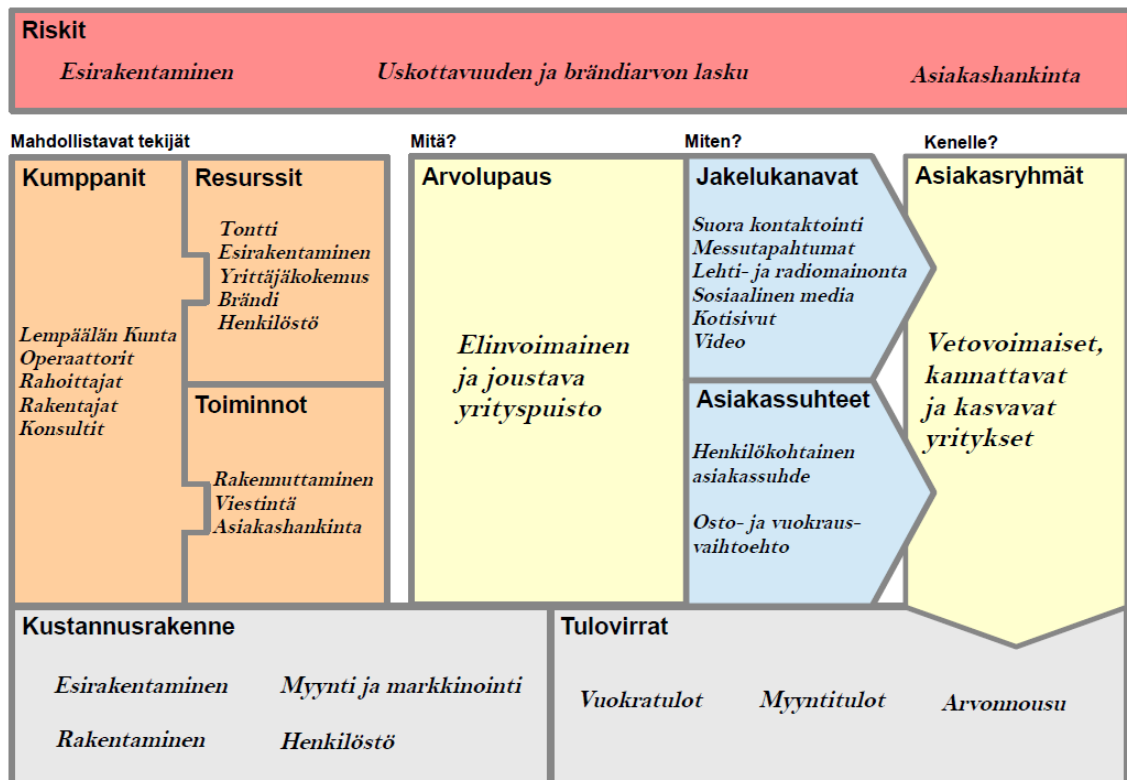 Riskit
Esirakentaminen
Uskottavuuden ja brändiarvon lasku
Asiakashankinta
Mahdollistavat tekijät
Mitä?
Miten?
Kenelle?
Kumppanit
Lempäälän Kunta
Operaattorit
Rahoittajat
Rakentajat
Konsultit
Resurssit
Tontti
Esirakentaminen
Yrittäjäkokemus
Brändi
Henkilöstö
Toiminnot
Rakennuttaminen
Viestintä
Asiakashankinta
Arvolupaus
Elinvoimainen
ja joustava
yrityspuisto
Jakelukanavat
Suora kontaktointi
Messutapahtumat
Lehti- ja radiomainonta
Sosiaalinen media
Kotisivut
Video
Asiakassuhteet
Henkilökohtainen
asiakassuhde
Osto- ja vuokraus-
vaihtoehto
Asiakasryhmät
Vetovoimaiset,
kannattavat
ja kasvavat
yritykset
Kustannusrakenne
Esirakentaminen
Myynti ja markkinointi
Rakentaminen
Henkilöstö
Tulovirrat
Vuokratulot
Myyntitulot
Arvonnousu